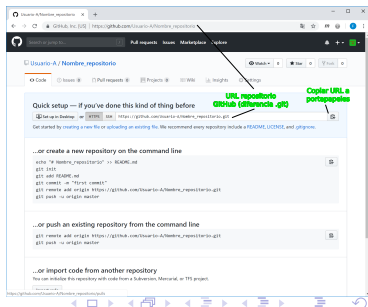 Usuario-A/Nombre_repositorio
GitHub, Inc. [US] https://github.com/Usuario-A/Nombre_repositorio
Pull requests Issues Marketplace Explore
Usuario-A / Nombre_repositorio
Watch 0 Star 0 Fork 0
Code Issues 0 Pull requests 0 Projects 0 Wiki Insights Settings
URL repositorio
GitHub (diferencia .git)
Copiar URL a
portapapeles
Quick setup — if you've done this kind of thing before
Set up in Desktop or HTTPS SSH https://github.com/Usuario-A/Nombre_repositorio.git
Get started by creating a new file or uploading an existing file. We recommend every repository include a README, LICENSE, and .gitignore.
...or create a new repository on the command line
echo "# Nombre_repositorio" >> README.md
git init
git add README.md
git commit -m "first commit"
git remote add origin https://github.com/Usuario-A/Nombre_repositorio.git
git push -u origin master
...or push an existing repository from the command line
git remote add origin https://github.com/Usuario-A/Nombre_repositorio.git
git push -u origin master
...or import code from another repository
You can initialize this repository with code from a Subversion, Mercurial, or TFS project.
https://github.com/Usuario-A/Nombre_repositorio/pulls